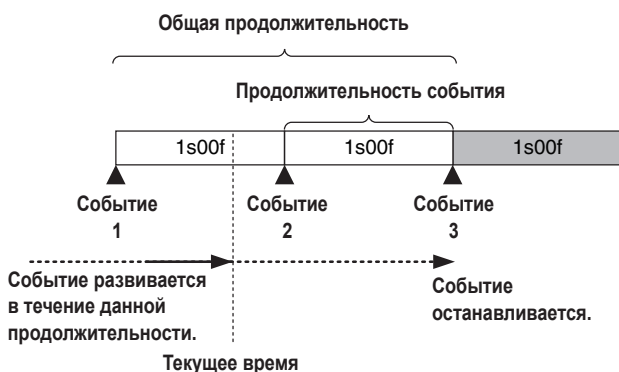 Общая продолжительность
Продолжительность события
1s00f 1s00f 1s00f
Событие Событие Событие
1 2 3
Событие развивается
в течение данной
продолжительности.
Событие
останавливается.
Текущее время